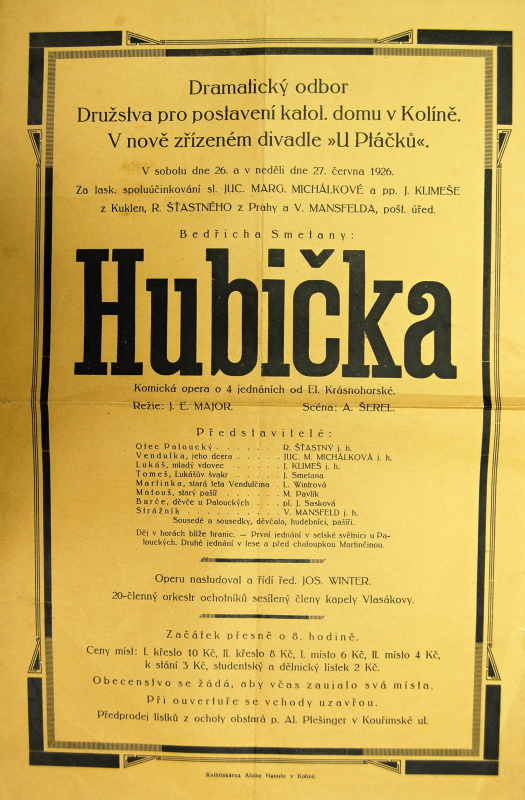 Dramatický odbor
Družstva pro postavení katol. domu v Kolíně.
V nově zřízeném divadle »U Ptáčků«.
V sobotu dne 26. a v neděli dne 27. června 1926.
Za lask. spoluúčinkování sl. JUC. MARG. MICHÁLKOVÉ a pp. J. KLIMEŠE
z Kuklen, R. ŠŤASTNÉHO z Prahy a V. MANSFELDA, pošt. úřed.
Bedřicha Smetany:
Hubička
Komická opera o 4 jednáních od El. Krásnohorské.
Režie: J. E. MAJOR. Scéna: A. ŠEREL.
Představitelé:
Otec Paloucký . . . . . . . R. ŠŤASTNÝ j. h.
Vendulka, jeho dcera . . . . . JUC. M. MICHÁLKOVÁ j. h.
Lukáš, mladý vdovec . . . . . J. KLIMEŠ j. h.
Tomeš, Lukášův švakr . . . . . J. Smetana
Martinka, stará teta Vendulčina . . L. Wintrová
Matouš, starý pašíř . . . . . . M. Pavlík
Barče, děvče u Palouckých . . . pí. J. Sasková
Strážník . . . . . . . . . . V. MANSFELD j. h.
Sousedé a sousedky, děvčata, hudebníci, pašíři.
Děj v horách blíže hranic. — První jednání v selské světnici u Pa-
louckých. Druhé jednání v lese a před chaloupkou Martinčinou.
Operu nastudoval a řídí řed. JOS. WINTER.
20-členný orkestr ochotníků sesílený členy kapely Vlasákovy.
Začátek přesně o 8. hodině.
Ceny míst: I. křeslo 10 Kč, II. křeslo 8 Kč, I. místo 6 Kč, II. místo 4 Kč,
k stání 3 Kč, studentský a dělnický lístek 2 Kč.
Obecenstvo se žádá, aby včas zaujalo svá místa.
Při ouvertuře se vchody uzavřou.
Předprodej lístků z ochoty obstará p. Al. Plešinger v Kouřimské ul.
Knihtiskárna Aloise Hanuše v Kolíně.